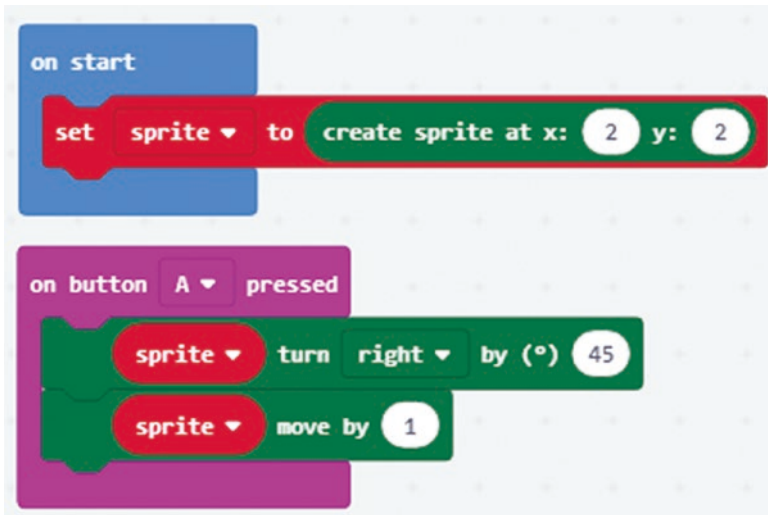 on start
set sprite to create sprite at x: 2 y: 2
on button A pressed
sprite turn right by (°) 45
sprite move by 1